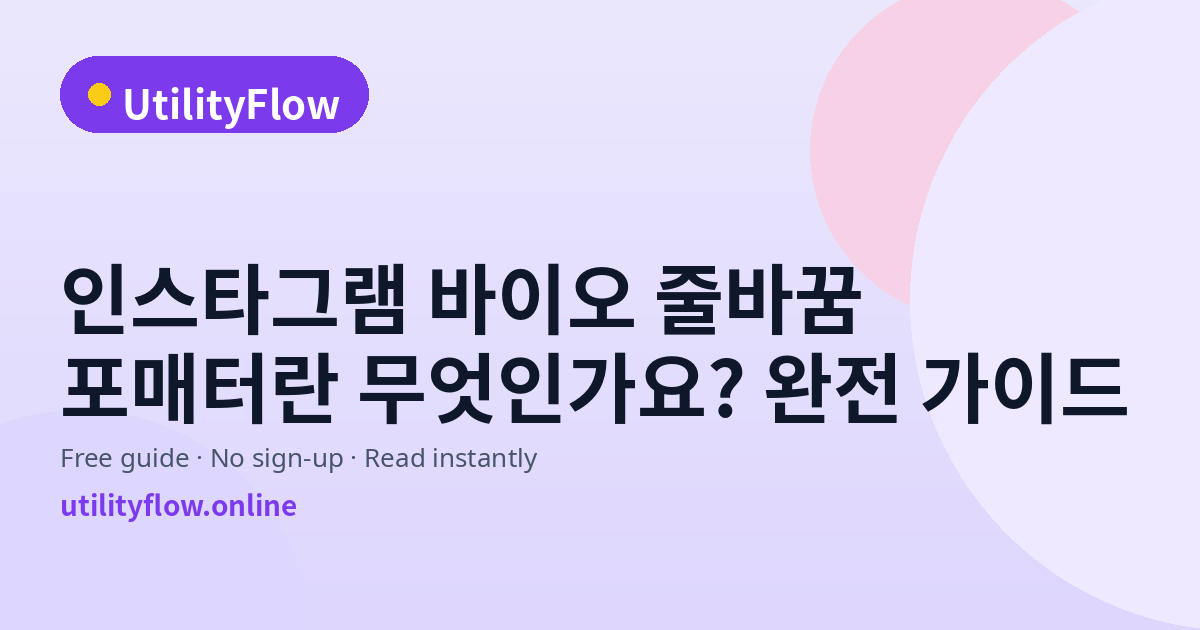 UtilityFlow
인스타그램 바이오 줄바꿈
포매터란 무엇인가요? 완전 가이드
Free guide · No sign-up · Read instantly
utilityflow.online